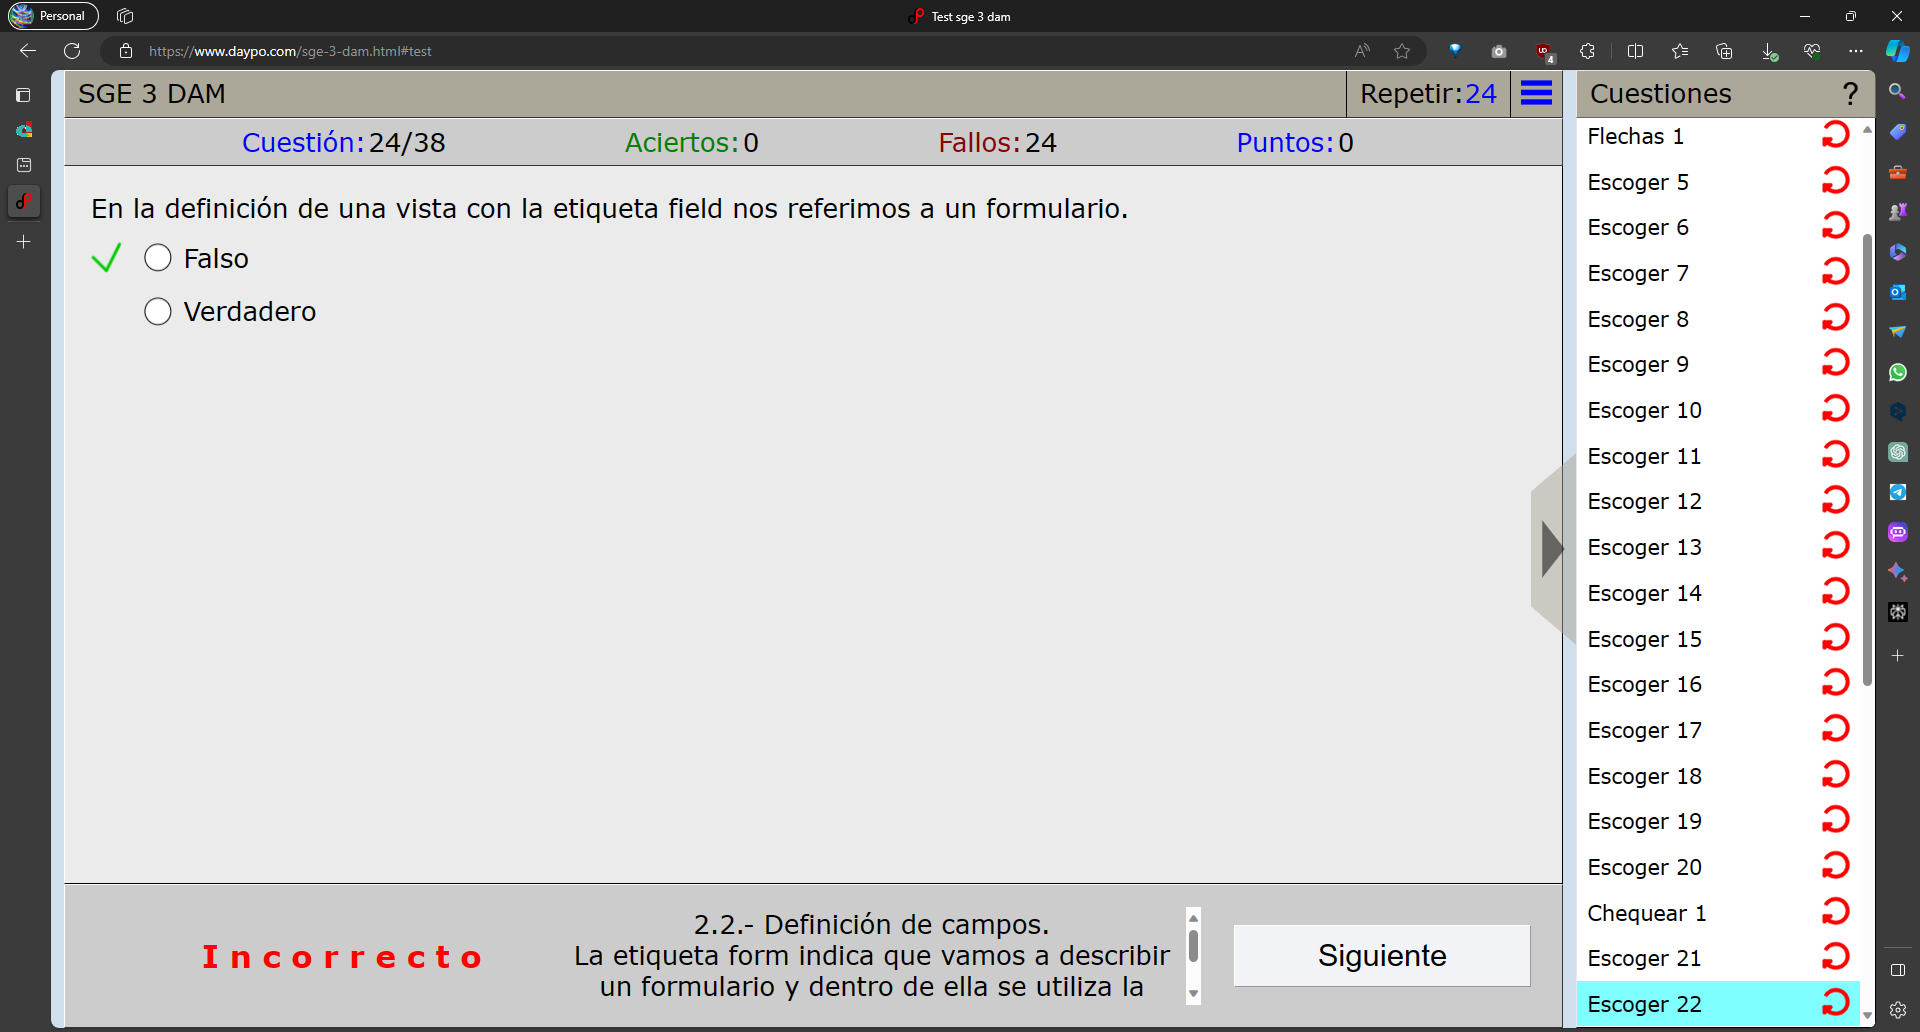 Personal
Test sge 3 dam
https://www.daypo.com/sge-3-dam.html#test
4
SGE 3 DAM
Repetir:24
Cuestiones
?
Cuestión:24/38
Aciertos:0
Fallos:24
Puntos:0
En la definición de una vista con la etiqueta field nos referimos a un formulario.
Falso
Verdadero
Flechas 1
Escoger 5
Escoger 6
Escoger 7
Escoger 8
Escoger 9
Escoger 10
Escoger 11
Escoger 12
Escoger 13
Escoger 14
Escoger 15
Escoger 16
Escoger 17
Escoger 18
Escoger 19
Escoger 20
Chequear 1
Escoger 21
Escoger 22
Incorrecto
2.2.- Definición de campos.
La etiqueta form indica que vamos a describir
un formulario y dentro de ella se utiliza la
Siguiente